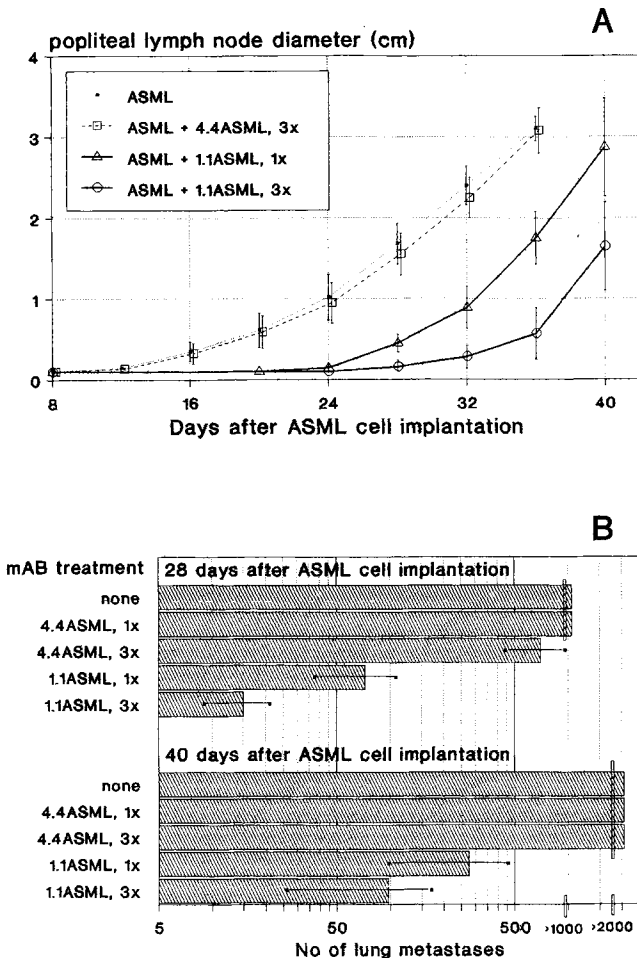 A
popliteal lymph node diameter (cm)
4
3
2
1
0
ASML
ASML + 4.4ASML, 3x
ASML + 1.1ASML, 1x
ASML + 1.1ASML, 3x
8 16 24 32 40
Days after ASML cell implantation
B
mAB treatment
28 days after ASML cell implantation
none
4.4ASML, 1x
4.4ASML, 3x
1.1ASML, 1x
1.1ASML, 3x
40 days after ASML cell implantation
none
4.4ASML, 1x
4.4ASML, 3x
1.1ASML, 1x
1.1ASML, 3x
5 50 500 >1000 >2000
No of lung metastases